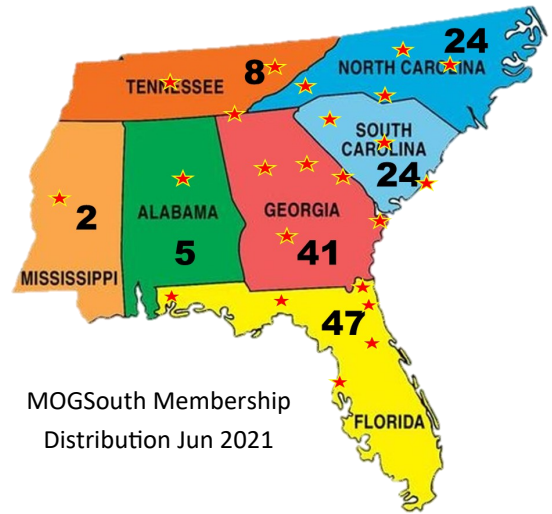 24
NORTH CAROLINA
8
TENNESSEE
SOUTH
CAROLINA
24
2
ALABAMA
GEORGIA
5
41
MISSISSIPPI
47
MOGSouth Membership
Distribution Jun 2021
FLORIDA